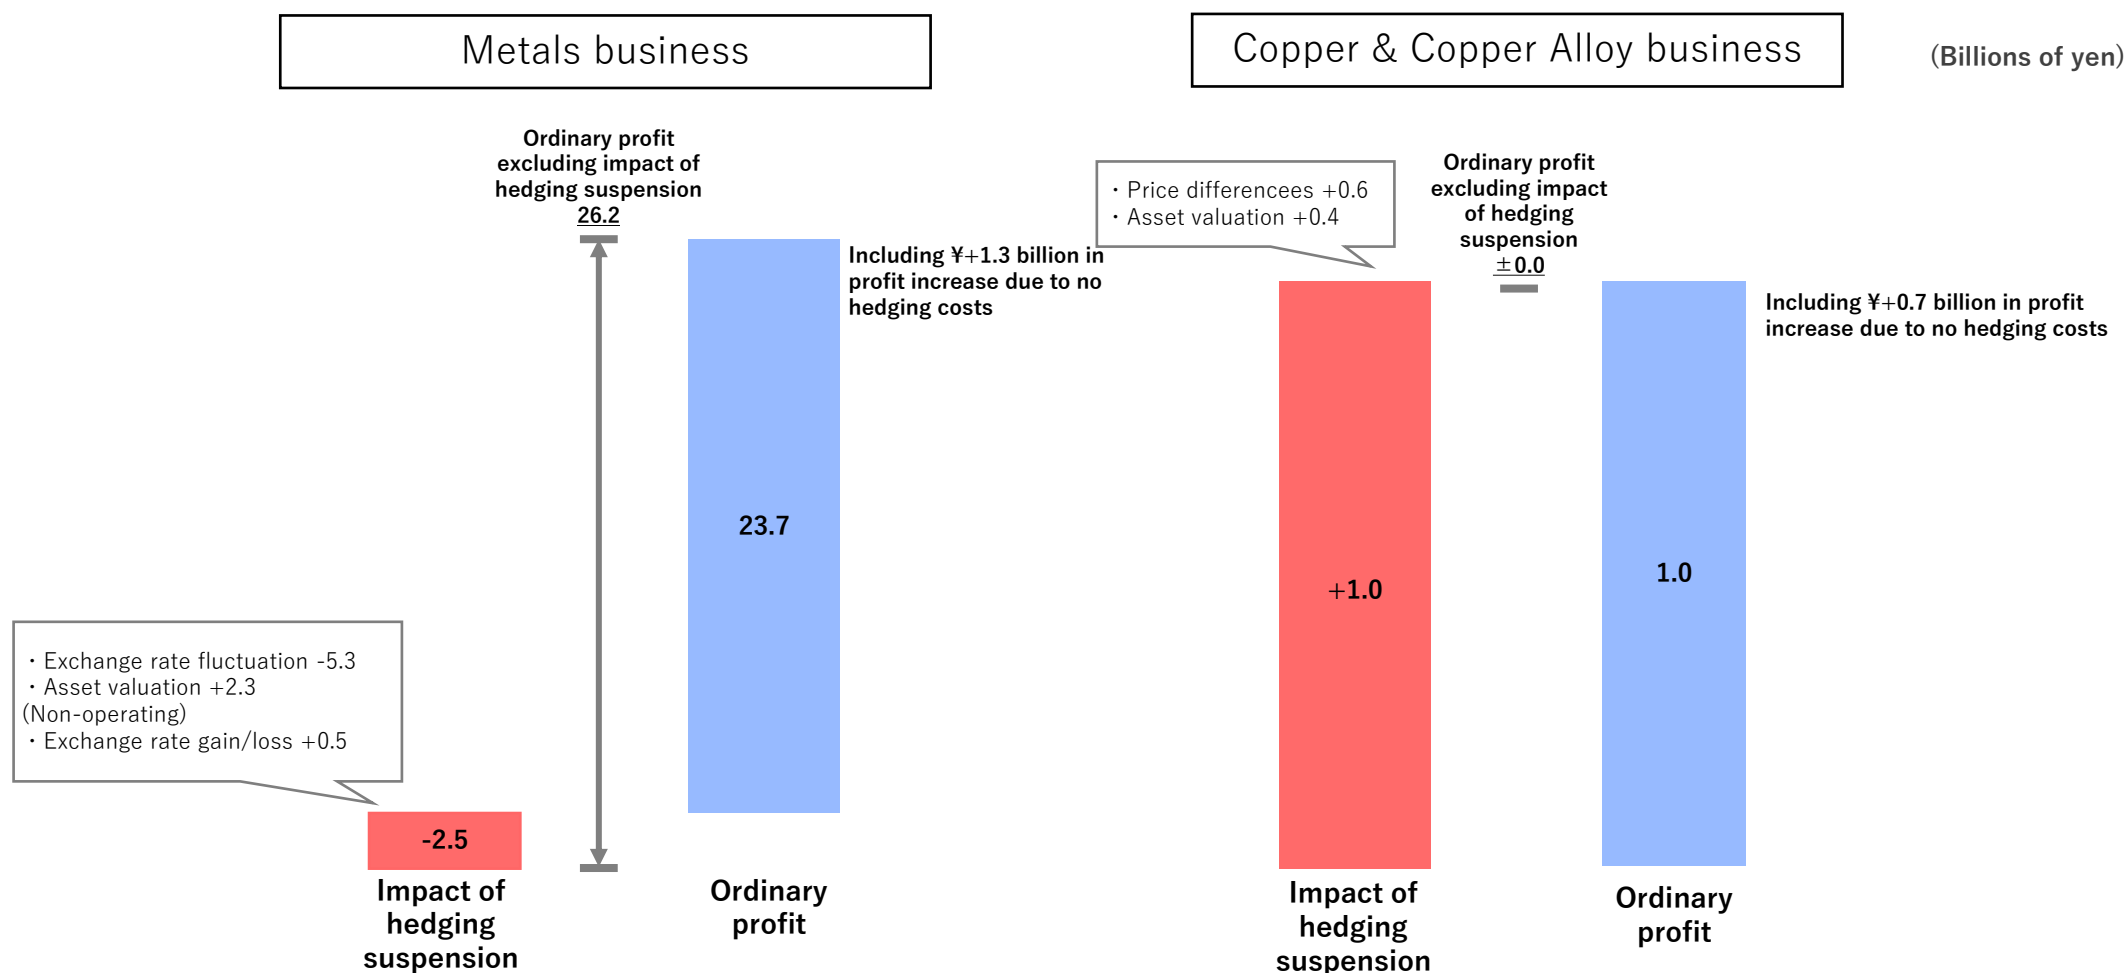 Metals business
Copper & Copper Alloy business
(Billions of yen)
Ordinary profit
excluding impact of
hedging suspension
26.2
Including ¥+1.3 billion in
profit increase due to no
hedging costs
23.7
・Exchange rate fluctuation -5.3
・Asset valuation +2.3
(Non-operating)
・Exchange rate gain/loss +0.5
-2.5
Impact of
hedging
suspension
Ordinary
profit
・Price differencees +0.6
・Asset valuation +0.4
Ordinary profit
excluding impact
of hedging
suspension
±0.0
Including ¥+0.7 billion in profit
increase due to no hedging costs
+1.0
1.0
Impact of
hedging
suspension
Ordinary
profit